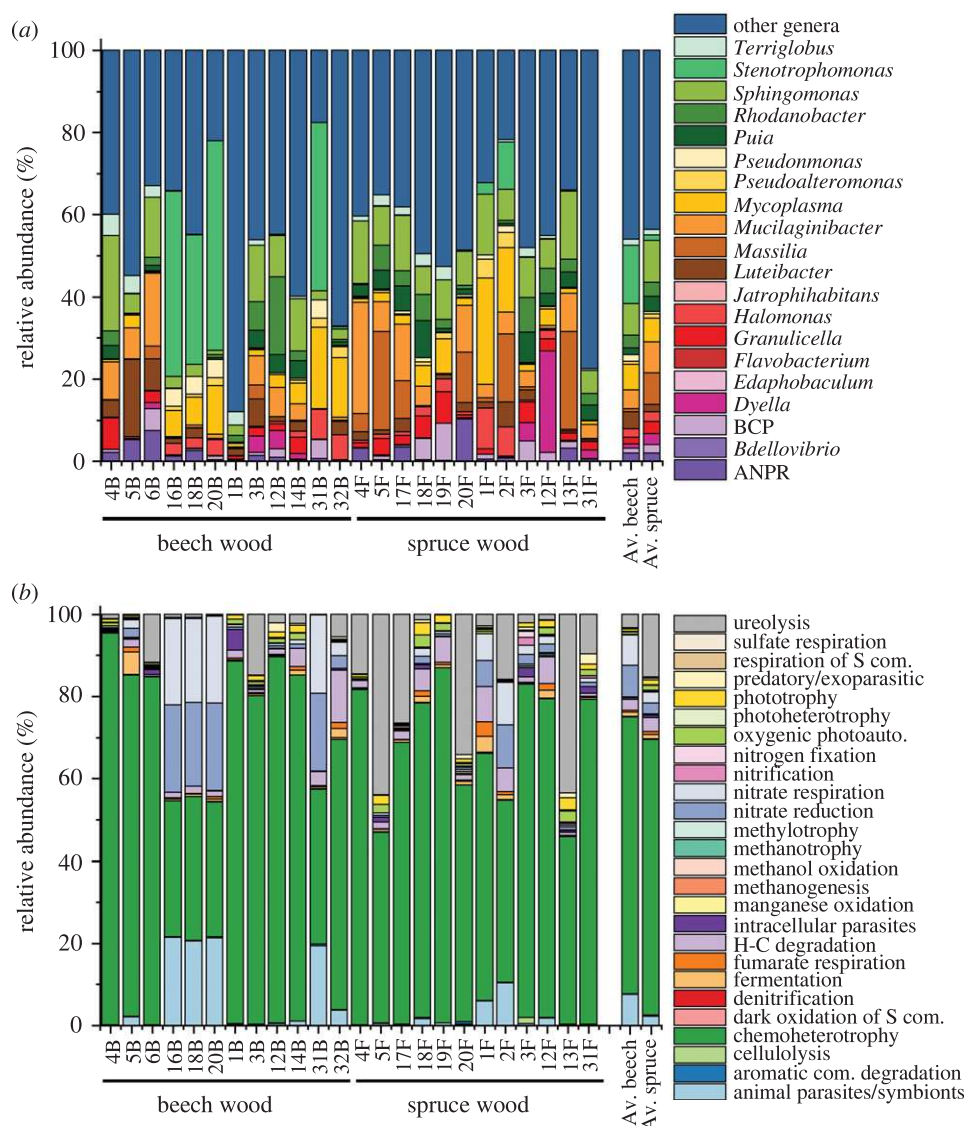 (a)
100
80
60
40
20
0
relative abundance (%)
4B 5B 6B 16B 18B 20B 1B 3B 12B 14B 31B 32B 4F 5F 17F 18F 19F 20F 1F 2F 3F 12F 13F 31F Av. beech Av. spruce
beech wood spruce wood
other genera
Terriglobus
Stenotrophomonas
Sphingomonas
Rhodanobacter
Puia
Pseudonmonas
Pseudoalteromonas
Mycoplasma
Mucilaginibacter
Massilia
Luteibacter
Jatrophihabitans
Halomonas
Granulicella
Flavobacterium
Edaphobaculum
Dyella
BCP
Bdellovibrio
ANPR
(b)
100
80
60
40
20
0
relative abundance (%)
4B 5B 6B 16B 18B 20B 1B 3B 12B 14B 31B 32B 4F 5F 17F 18F 19F 20F 1F 2F 3F 12F 13F 31F Av. beech Av. spruce
beech wood spruce wood
ureolysis
sulfate respiration
respiration of S com.
predatory/exoparasitic
phototrophy
photoheterotrophy
oxygenic photoauto.
nitrogen fixation
nitrification
nitrate respiration
nitrate reduction
methylotrophy
methanotrophy
methanol oxidation
methanogenesis
manganese oxidation
intracellular parasites
H-C degradation
fumarate respiration
fermentation
denitrification
dark oxidation of S com.
chemoheterotrophy
cellulolysis
aromatic com. degradation
animal parasites/symbionts